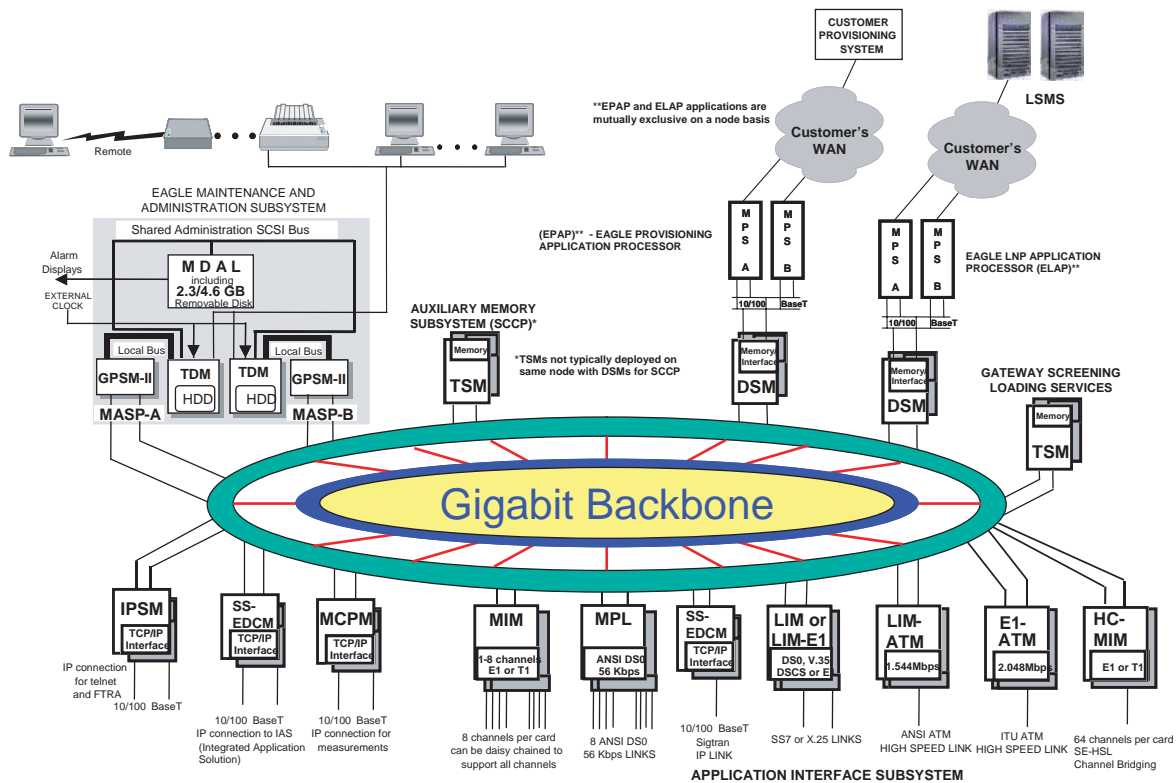 CUSTOMER
PROVISIONING
SYSTEM
LSMS
**EPAP and ELAP applications are
mutually exclusive on a node basis
Customer's
WAN
Customer's
WAN
Remote
EAGLE MAINTENANCE AND
ADMINISTRATION SUBSYSTEM
Shared Administration SCSI Bus
Alarm
Displays
EXTERNAL
CLOCK
M D A L
including
2.3/4.6 GB
Removable Disk
Local Bus
Local Bus
GPSM-II
TDM
HDD
TDM
HDD
GPSM-II
MASP-A
MASP-B
(EPAP)** - EAGLE PROVISIONING
APPLICATION PROCESSOR
M
P
S
A
M
P
S
B
10/100
BaseT
M
P
S
A
M
P
S
B
10/100
BaseT
EAGLE LNP APPLICATION
PROCESSOR (ELAP)**
AUXILIARY MEMORY
SUBSYSTEM (SCCP)*
Memory
TSM
*TSMs not typically deployed on
same node with DSMs for SCCP
Memory/
Interface
DSM
Memory/
Interface
DSM
GATEWAY SCREENING
LOADING SERVICES
Memory
TSM
Gigabit Backbone
IPSM
TCP/IP
Interface
IP connection
for telnet
and FTRA
10/100 BaseT
SS-
EDCM
TCP/IP
Interface
10/100 BaseT
IP connection to IAS
(Integrated Application
Solution)
MCPM
TCP/IP
Interface
10/100 BaseT
IP connection for
measurements
MIM
1-8 channels
E1 or T1
8 channels per card
can be daisy chained to
support all channels
MPL
ANSI DS0
56 Kbps
8 ANSI DS0
56 Kbps LINKS
SS-
EDCM
TCP/IP
Interface
10/100 BaseT
Sigtran
IP LINK
LIM or
LIM-E1
DS0, V.35
DSCS or E1
SS7 or X.25 LINKS
LIM-
ATM
1.544Mbps
ANSI ATM
HIGH SPEED LINK
E1-
ATM
2.048Mbps
ITU ATM
HIGH SPEED LINK
HC-
MIM
E1 or T1
64 channels per card
SE-HSL
Channel Bridging
APPLICATION INTERFACE SUBSYSTEM